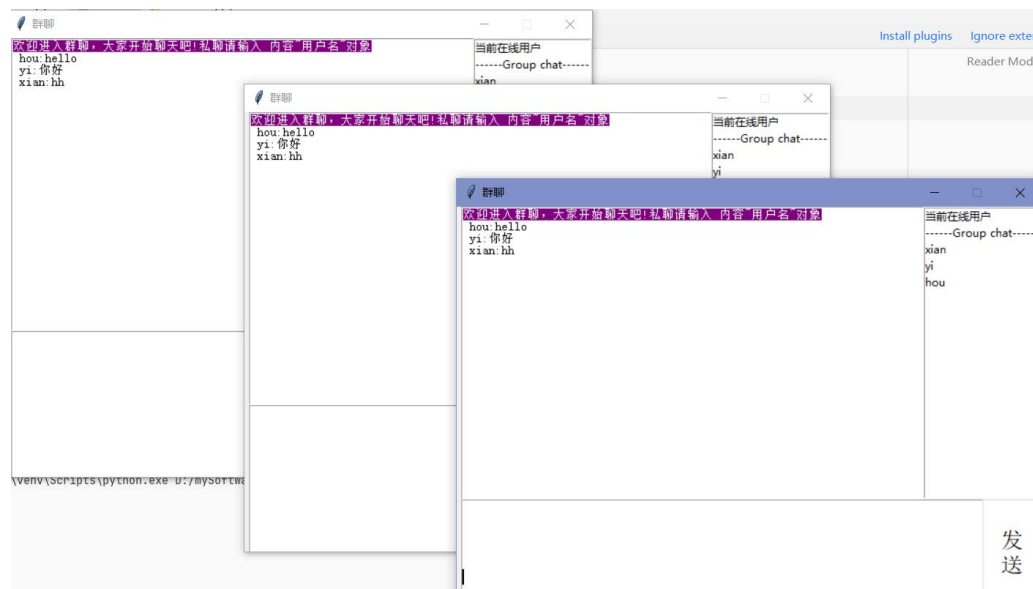 群聊
欢迎进入群聊，大家开始聊天吧!私聊请输入 内容~用户名~对象
hou:hello
yi:你好
xian:hh
当前在线用户
------Group chat------
xian
Install plugins Ignore exte
Reader Mod
群聊
欢迎进入群聊，大家开始聊天吧!私聊请输入 内容~用户名~对象
hou:hello
yi:你好
xian:hh
当前在线用户
------Group chat------
xian
yi
群聊
欢迎进入群聊，大家开始聊天吧!私聊请输入 内容~用户名~对象
hou:hello
yi:你好
xian:hh
当前在线用户
------Group chat-----
xian
yi
hou
发
送
\venv\Scripts\python.exe D:/mySoftwa